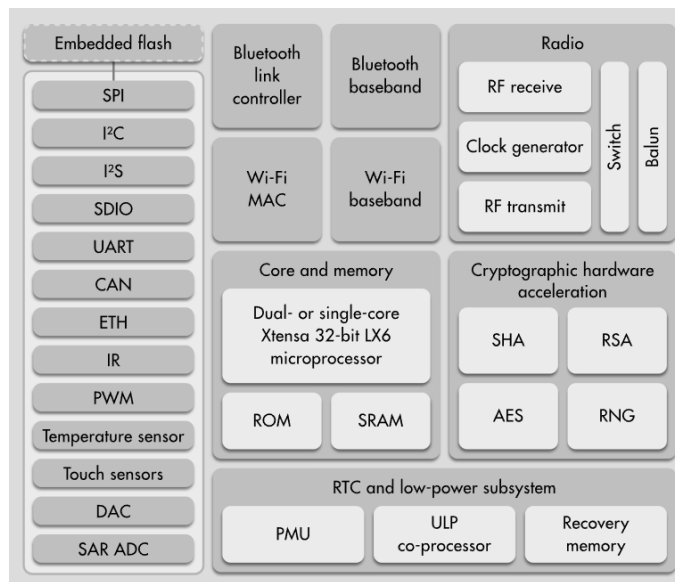 Embedded flash
SPI
I²C
I²S
SDIO
UART
CAN
ETH
IR
PWM
Temperature sensor
Touch sensors
DAC
SAR ADC
Bluetooth
link
controller
Bluetooth
baseband
Wi-Fi
MAC
Wi-Fi
baseband
Radio
RF receive
Clock generator
RF transmit
Switch
Balun
Core and memory
Dual- or single-core
Xtensa 32-bit LX6
microprocessor
ROM
SRAM
Cryptographic hardware
acceleration
SHA
RSA
AES
RNG
RTC and low-power subsystem
PMU
ULP
co-processor
Recovery
memory